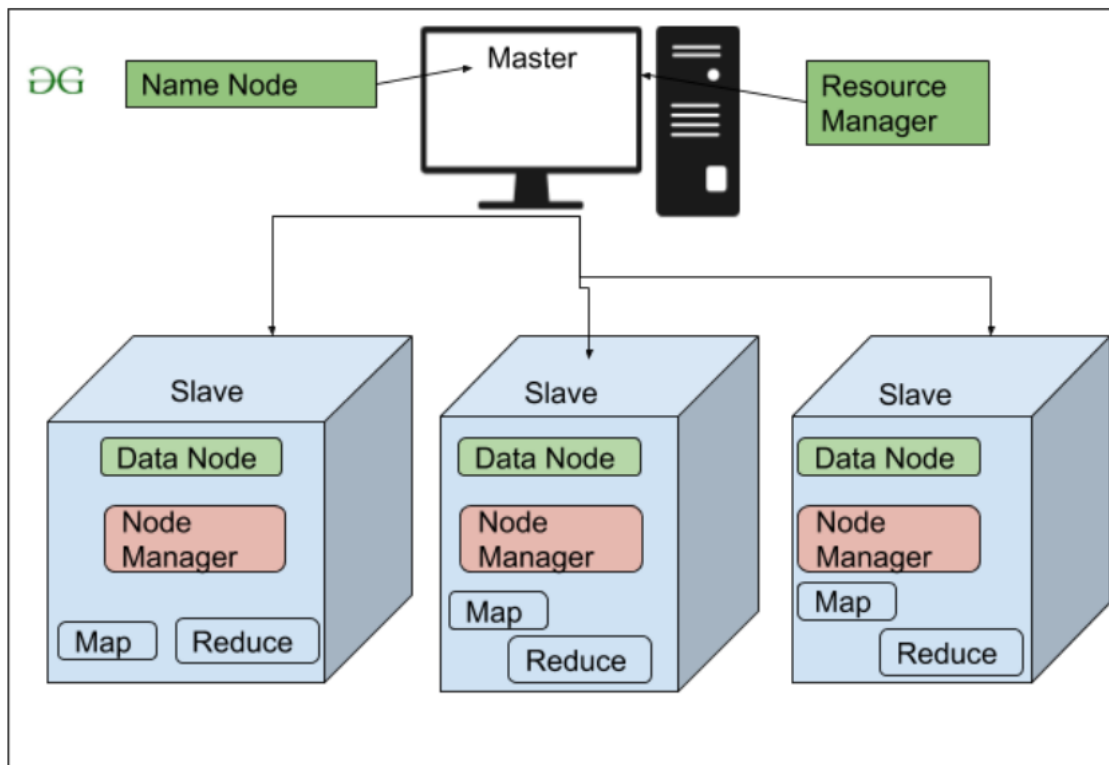 Master
Name Node
Resource
Manager
Slave
Slave
Slave
Data Node
Data Node
Data Node
Node
Manager
Node
Manager
Node
Manager
Map
Reduce
Map
Reduce
Map
Reduce